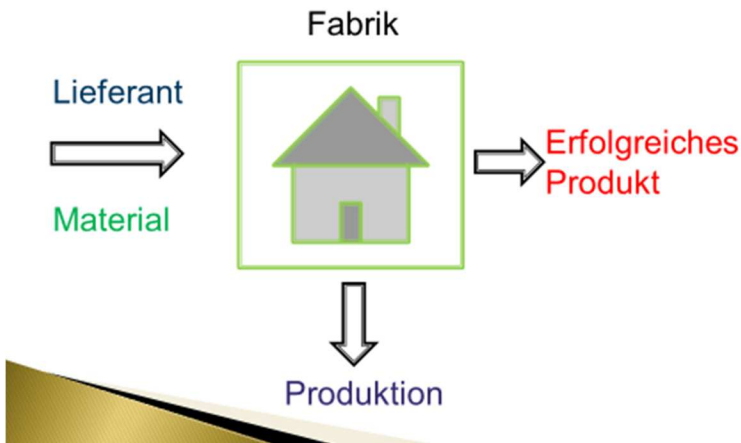 Fabrik
Lieferant
Material
Erfolgreiches
Produkt
Produktion